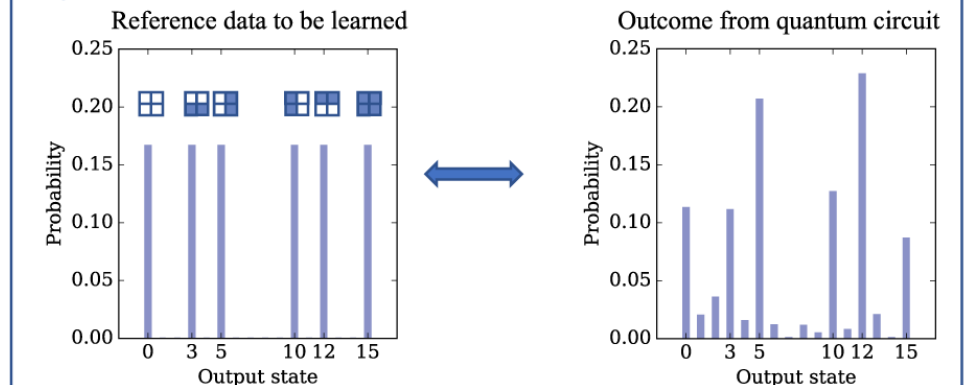 Reference data to be learned
0.25
0.20
0.15
0.10
0.05
0.00
Probability
0 3 5 10 12 15
Output state
Outcome from quantum circuit
0.25
0.20
0.15
0.10
0.05
0.00
Probability
0 3 5 10 12 15
Output state